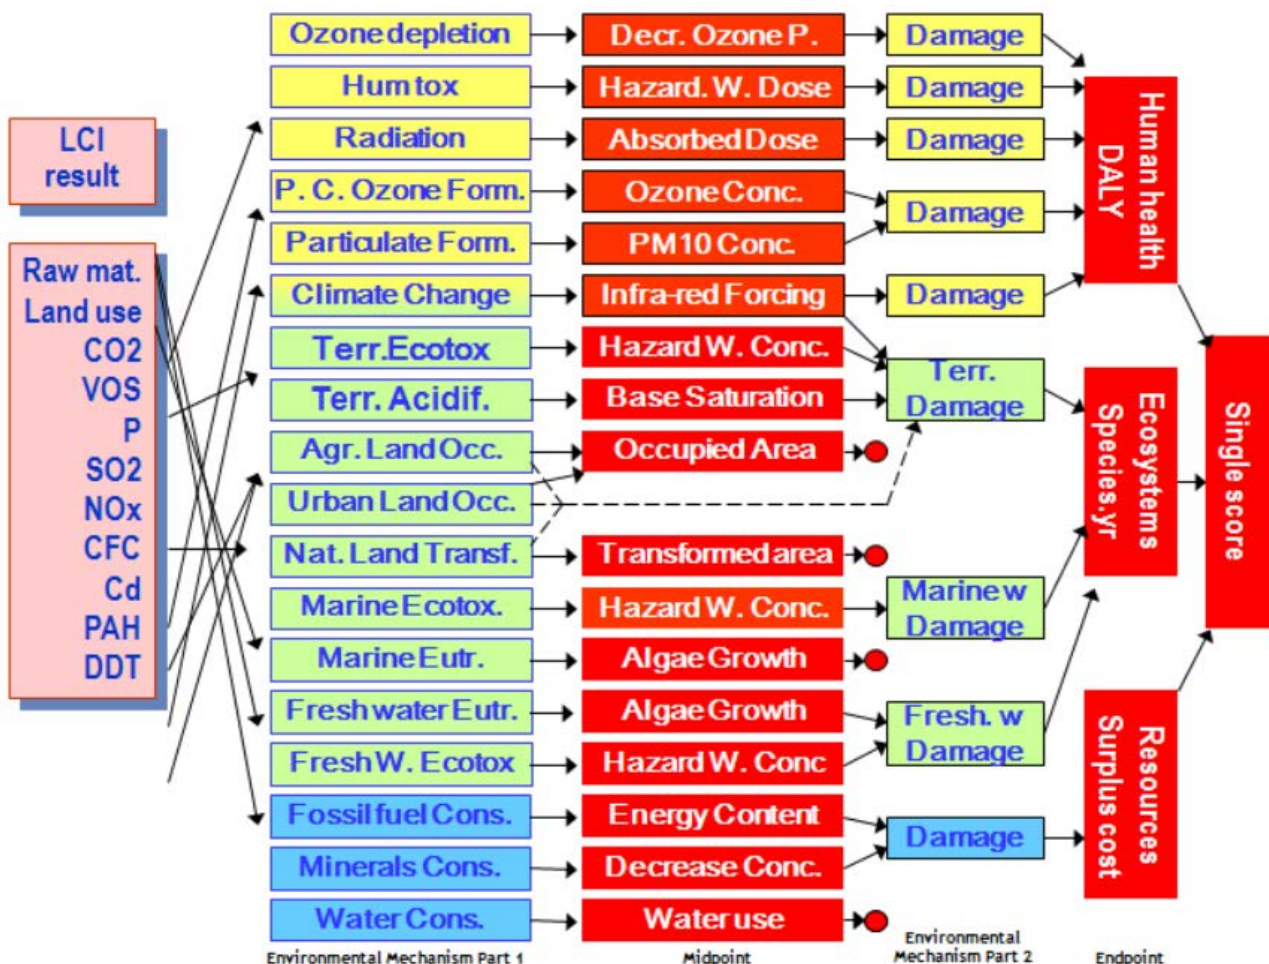 LCI
result
Raw mat.
Land use
CO2
VOS
P
SO2
NOx
CFC
Cd
PAH
DDT
Ozone depletion
Hum tox
Radiation
P. C. Ozone Form.
Particulate Form.
Climate Change
Terr. Ecotox
Terr. Acidif.
Agr. Land Occ.
Urban Land Occ.
Nat. Land Transf.
Marine Ecotox.
Marine Eutr.
Fresh water Eutr.
Fresh W. Ecotox
Fossil fuel Cons.
Minerals Cons.
Water Cons.
Environmental Mechanism Part 1
Decr. Ozone P.
Hazard. W. Dose
Absorbed Dose
Ozone Conc.
PM10 Conc.
Infra-red Forcing
Hazard W. Conc.
Base Saturation
Occupied Area
Transformed area
Hazard W. Conc.
Algae Growth
Algae Growth
Hazard W. Conc
Energy Content
Decrease Conc.
Water use
Midpoint
Damage
Damage
Damage
Damage
Damage
Terr.
Damage
Marine w
Damage
Fresh. w
Damage
Damage
Environmental
Mechanism Part 2
Human health
DALY
Ecosystems
Species.yr
Resources
Surplus cost
Endpoint
Single score